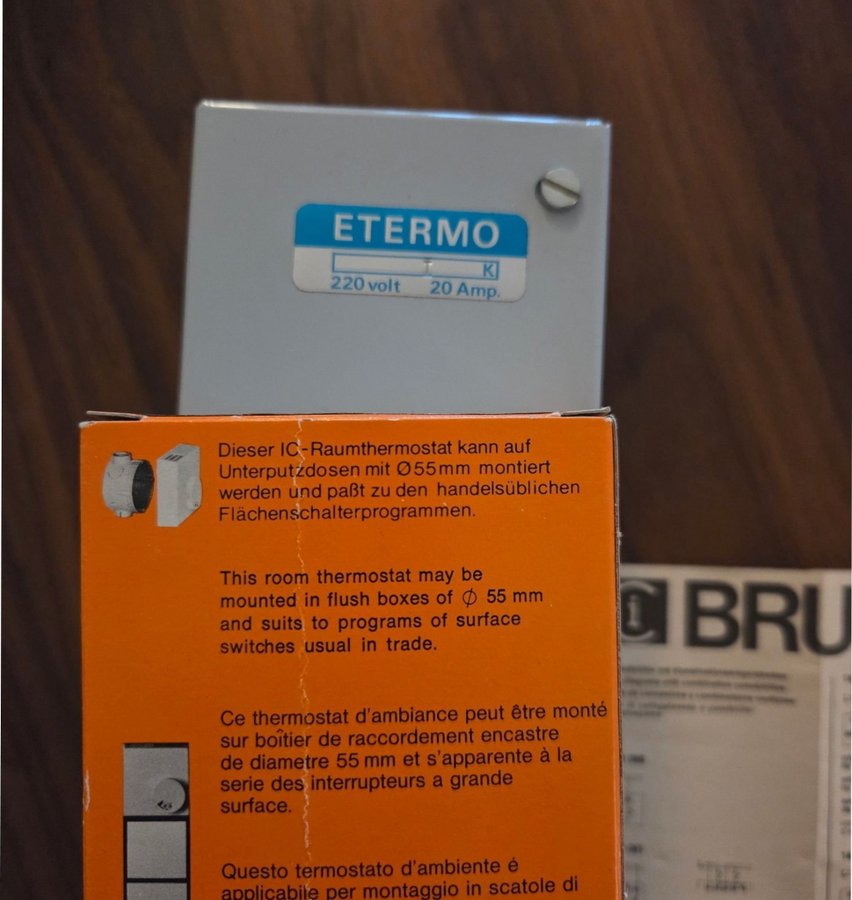 ETERMO
K
220 volt 20 Amp.
Dieser IC-Raumthermostat kann auf
Unterputzdosen mit Ø 55 mm montiert
werden und paßt zu den handelsüblichen
Flächenschalterprogrammen.
This room thermostat may be
mounted in flush boxes of Ø 55 mm
and suits to programs of surface
switches usual in trade.
Ce thermostat d'ambiance peut être monté
sur boîtier de raccordement encastre
de diametre 55 mm et s'apparente à la
serie des interrupteurs a grande
surface.
Questo termostato d'ambiente é
applicabile per montaggio in scatole di
BRU